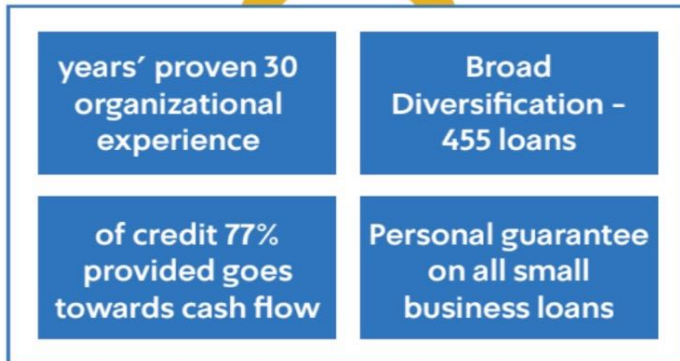 years´ proven 30
organizational
experience
Broad
Diversification –
455 loans
of credit 77%
provided goes
towards cash flow
Personal guarantee
on all small
business loans